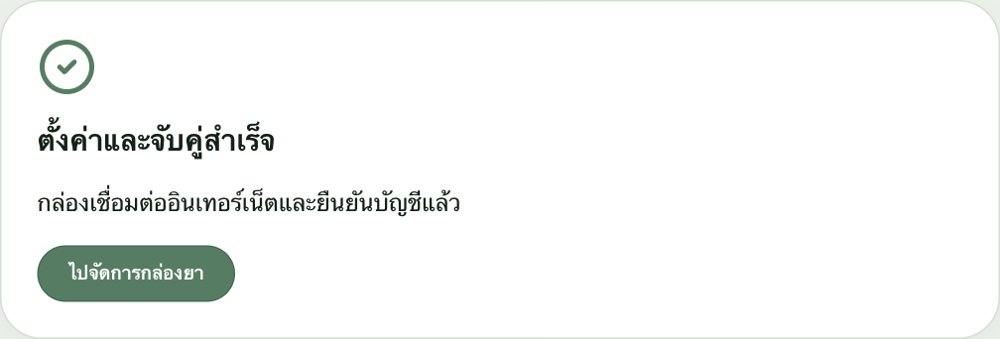 ตั้งค่าและจับคู่สำเร็จ
กล่องเชื่อมต่ออินเทอร์เน็ตและยืนยันบัญชีแล้ว
ไปจัดการกล่องยา